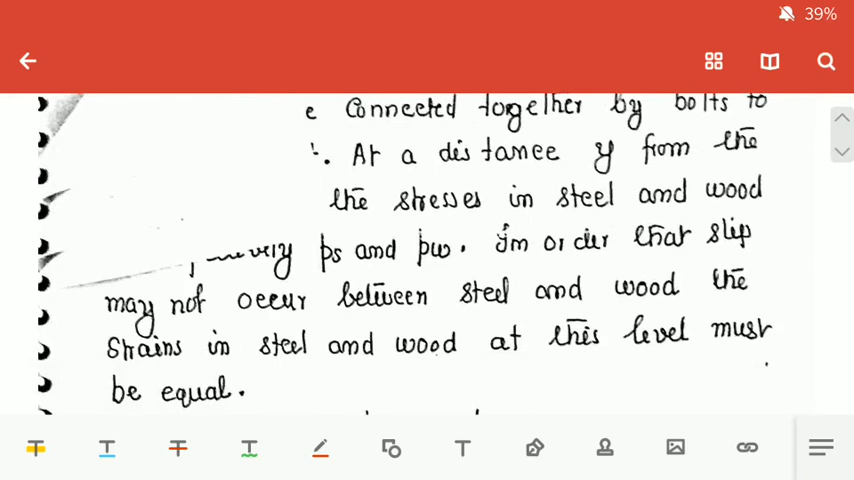 39%
e Connected together by bolts to
At a distance y from the
the stresses in steel and wood
ps and pw. In order that slip
may not occur between steel and wood the
Strains in steel and wood at this level must
be equal.
T T T T T